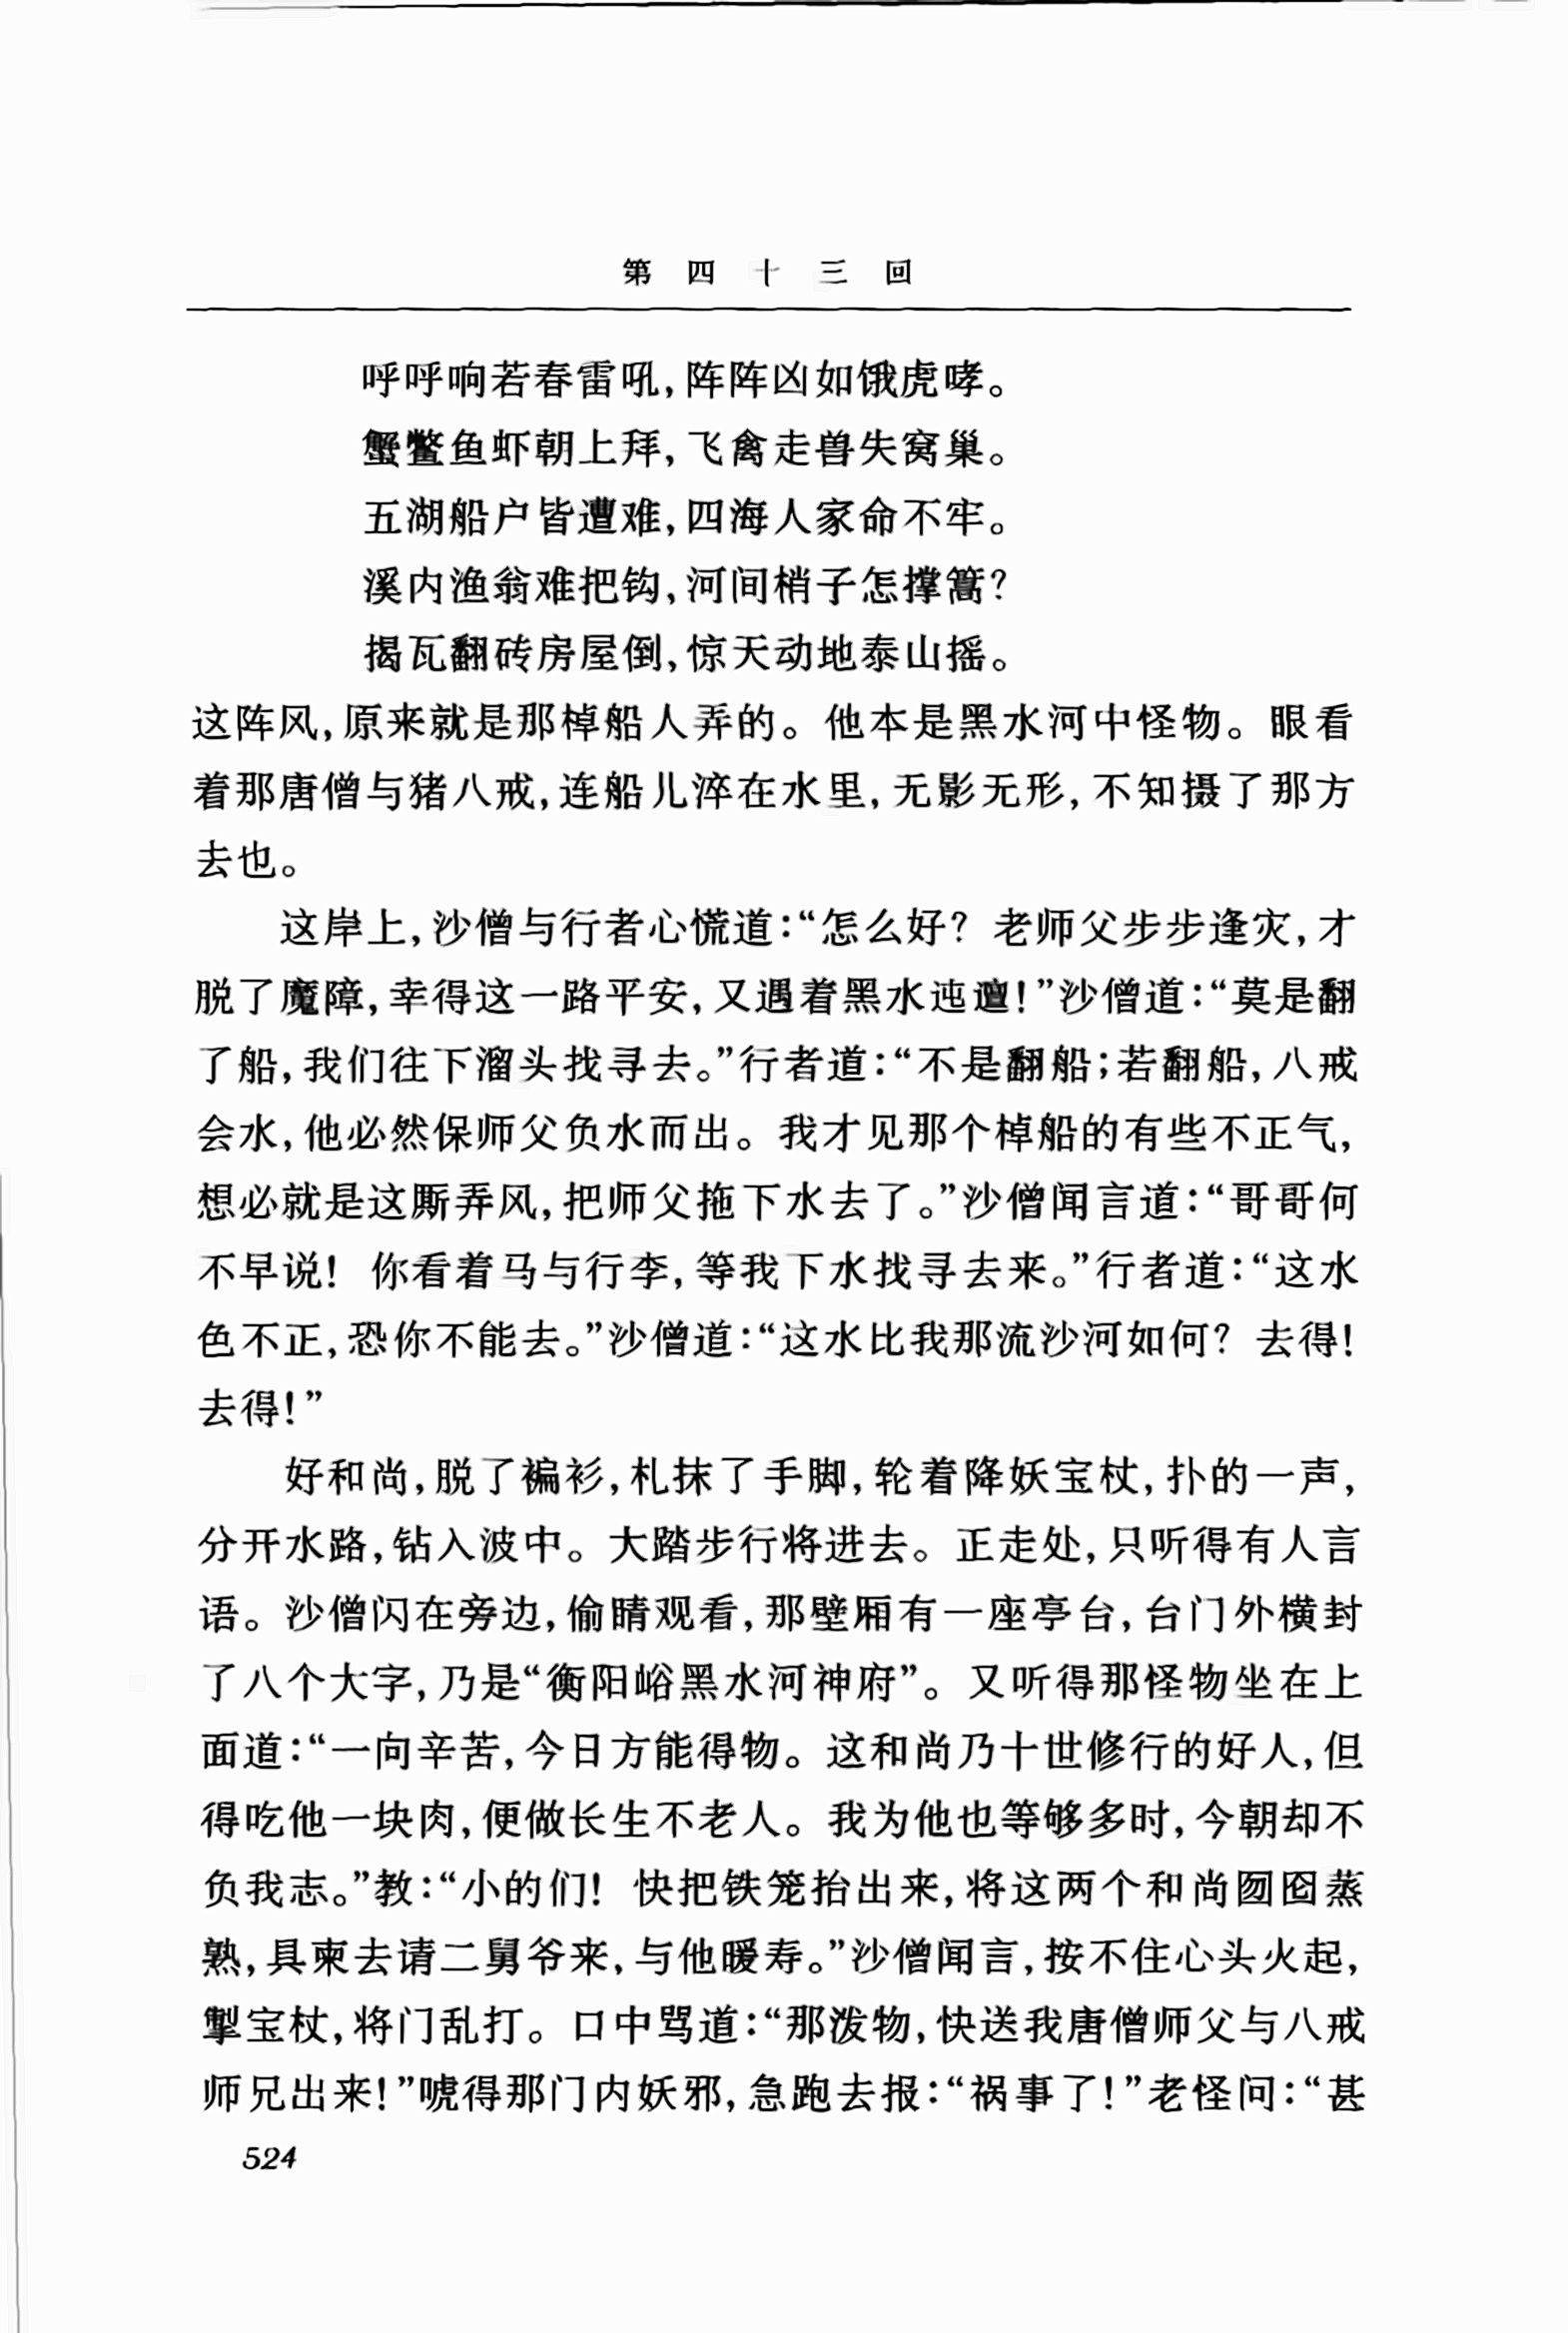 第四十三回
呼呼响若春雷吼,阵阵凶如饿虎哮。
蟹鳖鱼虾朝上拜,飞禽走兽失窝巢。
五湖船户皆遭难,四海人家命不牢。
溪内渔翁难把钩,河间梢子怎撑篙?
揭瓦翻砖房屋倒,惊天动地泰山摇。
这阵风,原来就是那棹船人弄的。他本是黑水河中怪物。眼看
着那唐僧与猪八戒,连船儿淬在水里,无影无形,不知摄了那方
去也。
这岸上,沙僧与行者心慌道:“怎么好? 老师父步步逢灾,才
脱了魔障,幸得这一路平安,又遇着黑水迍邅!”沙僧道:“莫是翻
了船,我们往下溜头找寻去。”行者道:“不是翻船;若翻船,八戒
会水,他必然保师父负水而出。我才见那个棹船的有些不正气,
想必就是这厮弄风,把师父拖下水去了。”沙僧闻言道:“哥哥何
不早说! 你看着马与行李,等我下水找寻去来。”行者道:“这水
色不正,恐你不能去。”沙僧道:“这水比我那流沙河如何? 去得!
去得!”
好和尚,脱了褊衫,札抹了手脚,轮着降妖宝杖,扑的一声,
分开水路,钻入波中。大踏步行将进去。正走处,只听得有人言
语。沙僧闪在旁边,偷睛观看,那壁厢有一座亭台,台门外横封
了八个大字,乃是“衡阳峪黑水河神府”。又听得那怪物坐在上
面道:“一向辛苦,今日方能得物。这和尚乃十世修行的好人,但
得吃他一块肉,便做长生不老人。我为他也等够多时,今朝却不
负我志。”教:“小的们! 快把铁笼抬出来,将这两个和尚囫囵蒸
熟,具柬去请二舅爷来,与他暖寿。”沙僧闻言,按不住心头火起,
掣宝杖,将门乱打。口中骂道:“那泼物,快送我唐僧师父与八戒
师兄出来!”唬得那门内妖邪,急跑去报:“祸事了!”老怪问:“甚
524